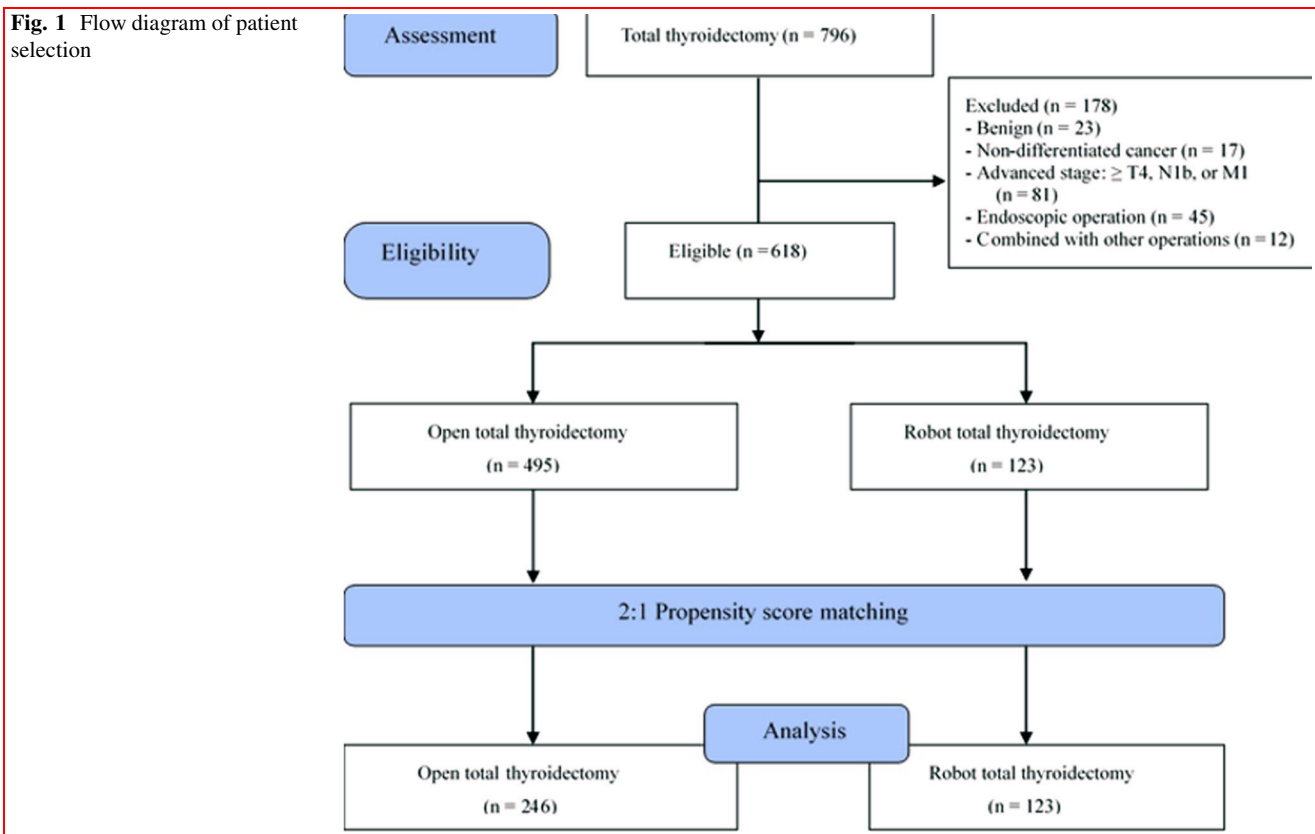 Fig. 1 Flow diagram of patient
selection
Assessment
Total thyroidectomy (n = 796)
Excluded (n = 178)
- Benign (n = 23)
- Non-differentiated cancer (n = 17)
- Advanced stage: ≥ T4, N1b, or M1
(n = 81)
- Endoscopic operation (n = 45)
- Combined with other operations (n = 12)
Eligibility
Eligible (n = 618)
Open total thyroidectomy
(n = 495)
Robot total thyroidectomy
(n = 123)
2:1 Propensity score matching
Analysis
Open total thyroidectomy
(n = 246)
Robot total thyroidectomy
(n = 123)